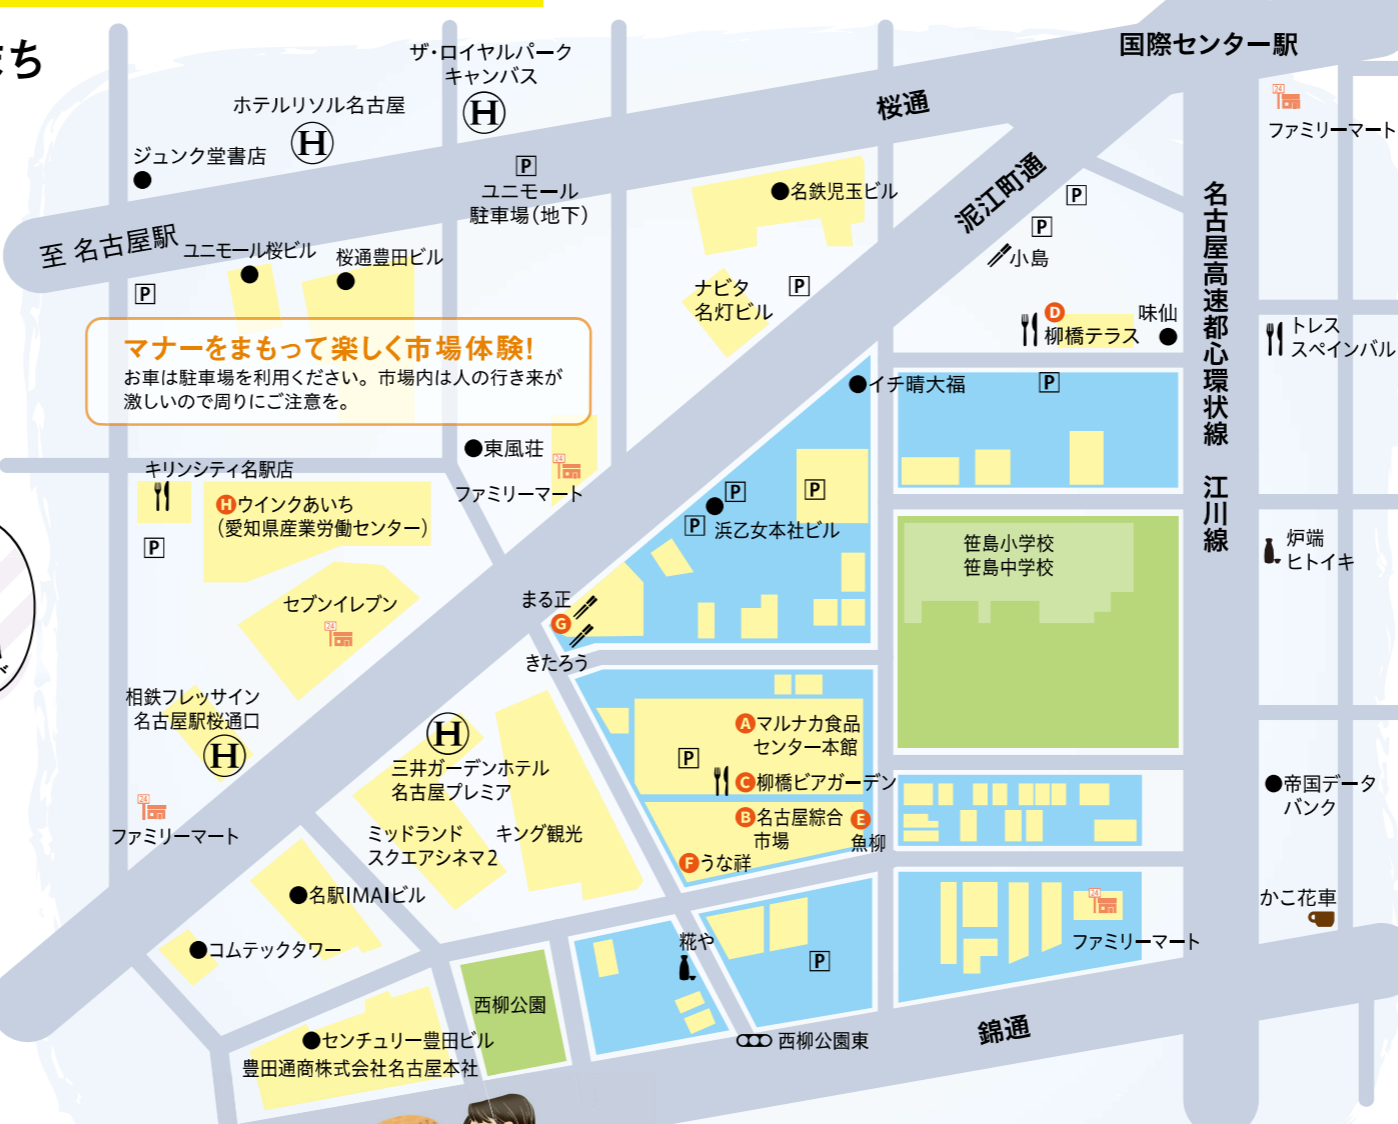 まち
国際センター駅
ザ・ロイヤルパーク
キャンバス
H
ホテルリソル名古屋
H
ジュンク堂書店
桜通
24
ファミリーマート
P
ユニモール
駐車場(地下)
名鉄児玉ビル
泥江町通
P
P
小島
名古屋高速都心環状線 江川線
至 名古屋駅
ユニモール桜ビル
桜通豊田ビル
P
ナビタ
名灯ビル
P
D
柳橋テラス
味仙
トレス
スペインバル
マナーをまもって楽しく市場体験!
お車は駐車場を利用ください。市場内は人の行き来が
激しいので周りにご注意を。
イチ晴大福
P
東風荘
24
ファミリーマート
キリンシティ名駅店
H ウインクあいち
(愛知県産業労働センター)
P
P
P
P
浜乙女本社ビル
笹島小学校
笹島中学校
炉端
ヒトイキ
セブンイレブン
24
まる正
G
きたろう
相鉄フレッサイン
名古屋駅桜通口
H
H
三井ガーデンホテル
名古屋プレミア
P
A マルナカ食品
センター本館
C 柳橋ビアガーデン
B 名古屋綜合
市場
E
魚柳
F うな祥
帝国データ
バンク
24
ファミリーマート
ミッドランド
スクエアシネマ2
キング観光
名駅IMAIビル
コムテックタワー
かこ花車
24
ファミリーマート
糀や
P
西柳公園
センチュリー豊田ビル
豊田通商株式会社名古屋本社
西柳公園東
錦通